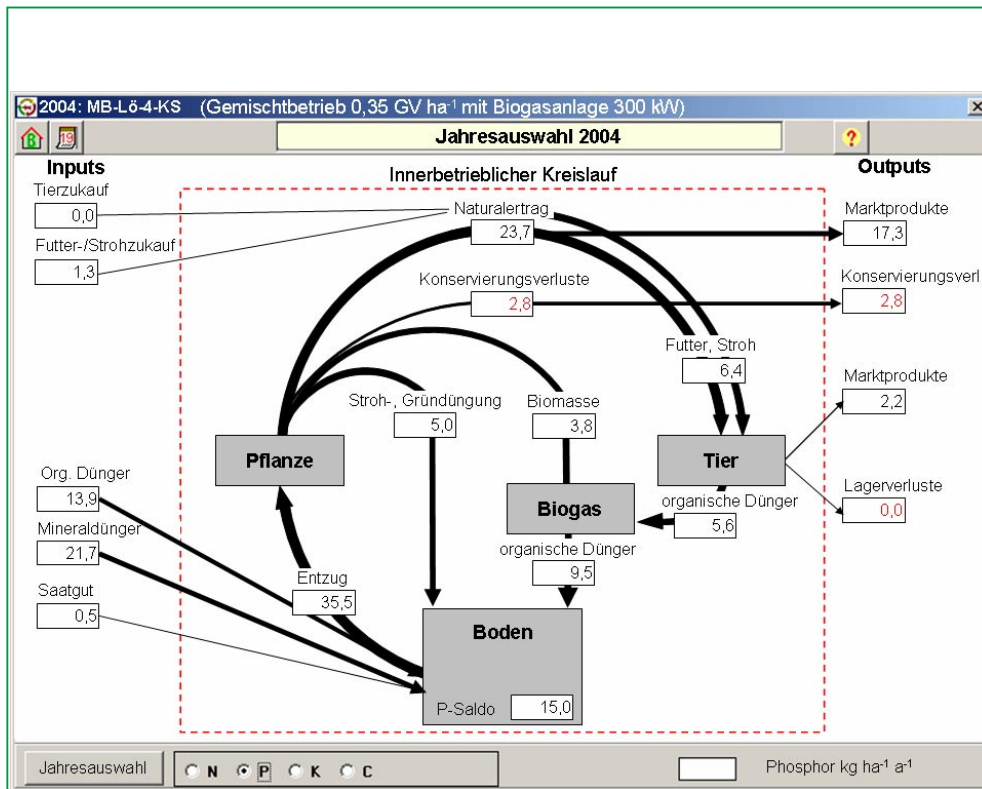 2004: MB-Lö-4-KS (Gemischtbetrieb 0,35 GV ha-1 mit Biogasanlage 300 kW)
19
Jahresauswahl 2004
?
Inputs
Innerbetrieblicher Kreislauf
Outputs
Tierzukauf
0,0
Naturalertrag
23,7
Marktprodukte
17,3
Futter-/Strohzukauf
1,3
Konservierungsverluste
2,8
Konservierungsverl
2,8
Futter, Stroh
6,4
Marktprodukte
2,2
Stroh-, Gründüngung
5,0
Biomasse
3,8
Pflanze
Tier
Org. Dünger
13,9
Biogas
organische Dünger
5,6
Lagerverluste
0,0
Mineraldünger
21,7
organische Dünger
9,5
Entzug
35,5
Saatgut
0,5
Boden
P-Saldo 15,0
Jahresauswahl
N P K C
Phosphor kg ha-1 a-1